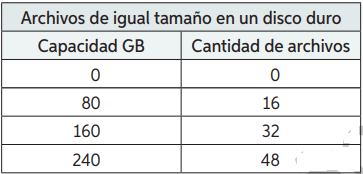 Archivos de igual tamaño en un disco duro
Capacidad GB Cantidad de archivos
0 0
80 16
160 32
240 48